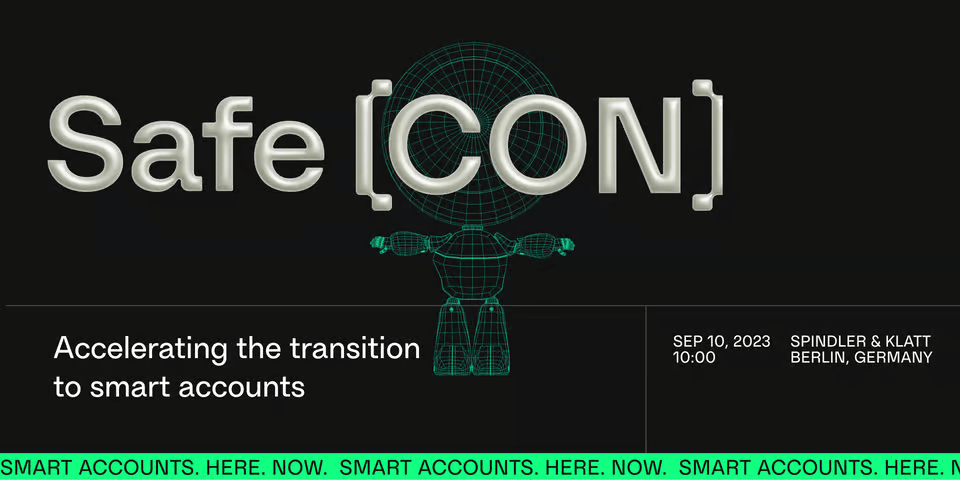 Safe [CON]
Accelerating the transition
to smart accounts
SEP 10, 2023
10:00
SPINDLER & KLATT
BERLIN, GERMANY
SMART ACCOUNTS. HERE. NOW. SMART ACCOUNTS. HERE. NOW. SMART ACCOUNTS. HERE. N